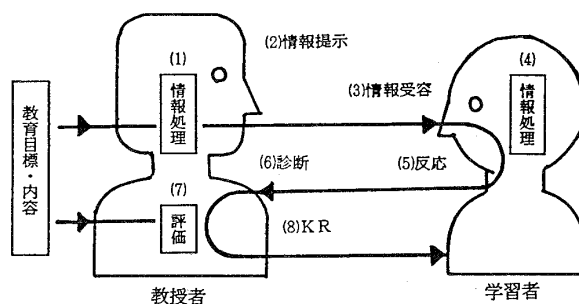 (1)
(2)情報提示
(4)
情報処理
(3)情報受容
情報処理
教育目標・内容
(6)診断
(5)反応
(7)
評価
(8)KR
教授者
学習者